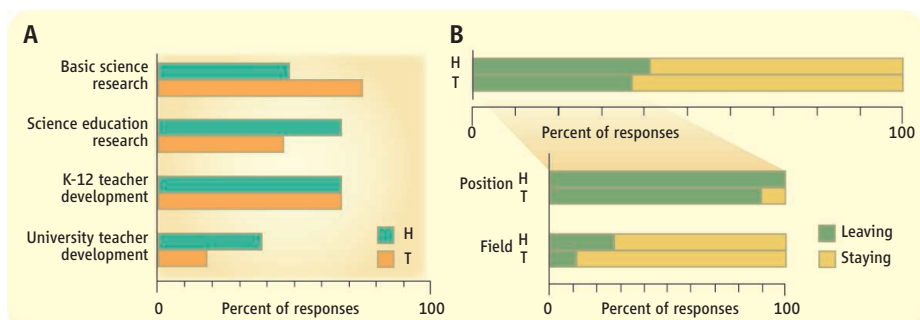 A
Basic science
research
Science education
research
K-12 teacher
development
University teacher
development
H
T
0 Percent of responses 100
B
H
T
0 Percent of responses 100
Position H
T
Field H
T
Leaving
Staying
0 Percent of responses 100